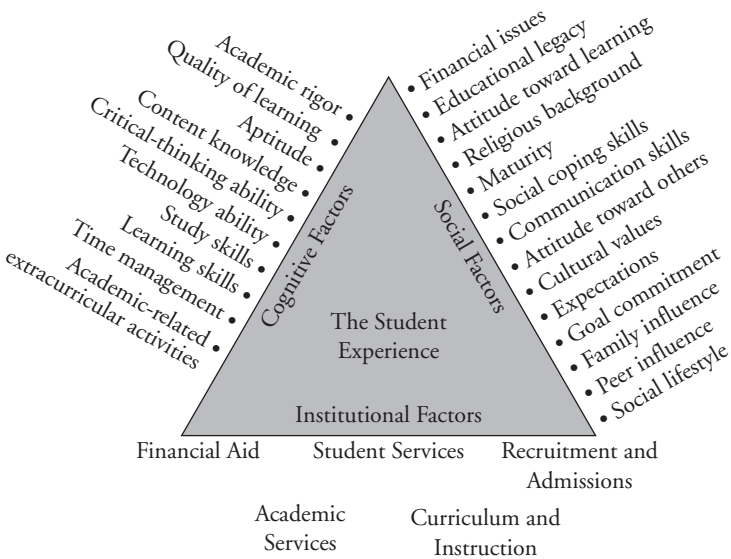 Academic rigor
Quality of learning
Aptitude
Content knowledge
Critical-thinking ability
Technology ability
Study skills
Learning skills
Time management
Academic-related
extracurricular activities
Cognitive Factors
Financial issues
Educational legacy
Attitude toward learning
Religious background
Maturity
Social coping skills
Communication skills
Attitude toward others
Cultural values
Expectations
Goal commitment
Family influence
Peer influence
Social lifestyle
Social Factors
The Student
Experience
Institutional Factors
Financial Aid
Student Services
Recruitment and
Admissions
Academic
Services
Curriculum and
Instruction